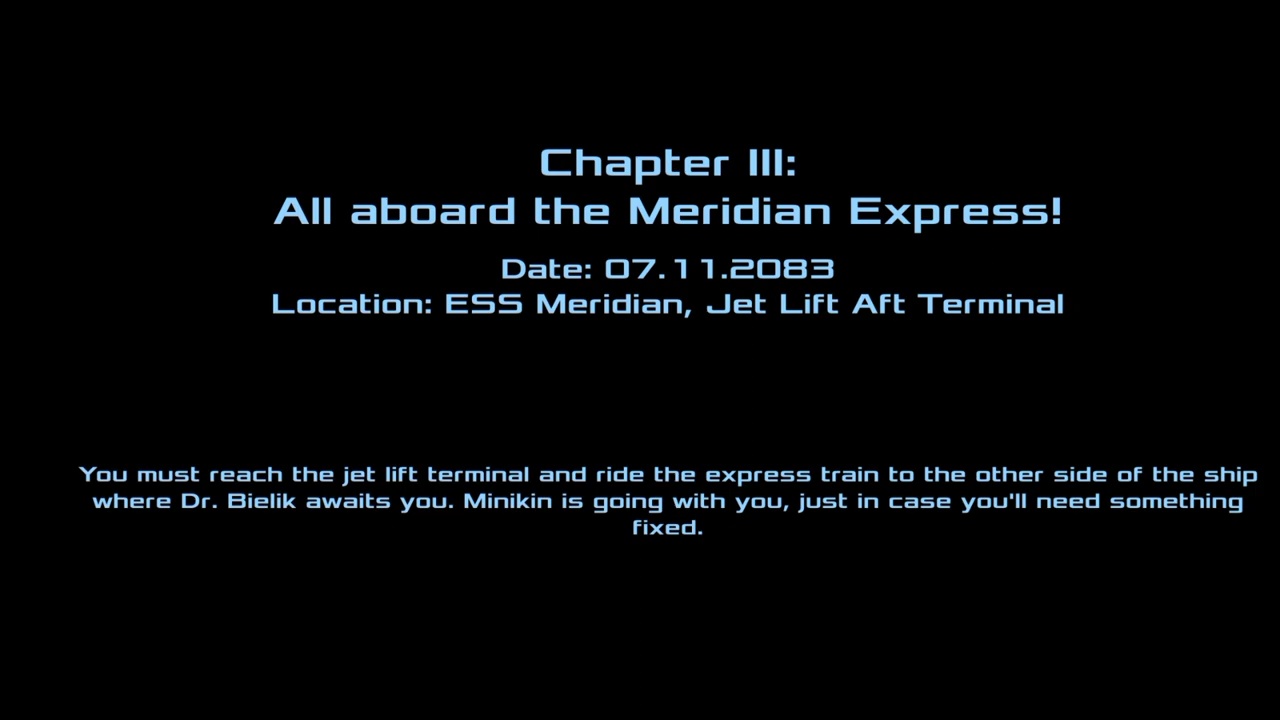 Chapter III:
All aboard the Meridian Express!
Date: 07.11.2083
Location: ESS Meridian, Jet Lift Aft Terminal
You must reach the jet lift terminal and ride the express train to the other side of the ship
where Dr. Bielik awaits you. Minikin is going with you, just in case you'll need something
fixed.